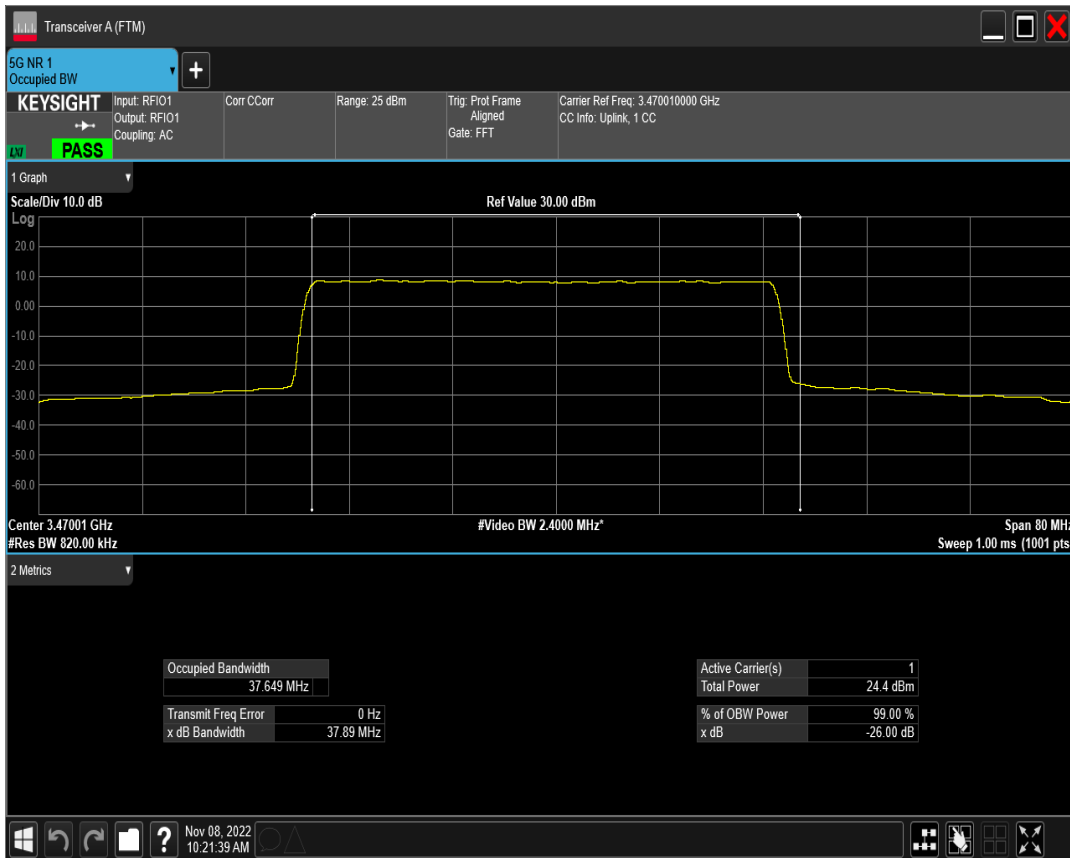 Transceiver A (FTM)
5G NR 1
Occupied BW
+
KEYSIGHT
LXI
PASS
Input: RFIO1
Output: RFIO1
Coupling: AC
Corr CCorr
Range: 25 dBm
Trig: Prot Frame
Aligned
Gate: FFT
Carrier Ref Freq: 3.470010000 GHz
CC Info: Uplink, 1 CC
1 Graph
Scale/Div 10.0 dB
Ref Value 30.00 dBm
Log
20.0
10.0
0.00
-10.0
-20.0
-30.0
-40.0
-50.0
-60.0
Center 3.47001 GHz
#Video BW 2.4000 MHz*
Span 80 MHz
#Res BW 820.00 kHz
Sweep 1.00 ms (1001 pts
2 Metrics
Occupied Bandwidth
37.649 MHz
Transmit Freq Error 0 Hz
x dB Bandwidth 37.89 MHz
Active Carrier(s) 1
Total Power 24.4 dBm
% of OBW Power 99.00 %
x dB -26.00 dB
?
Nov 08, 2022
10:21:39 AM